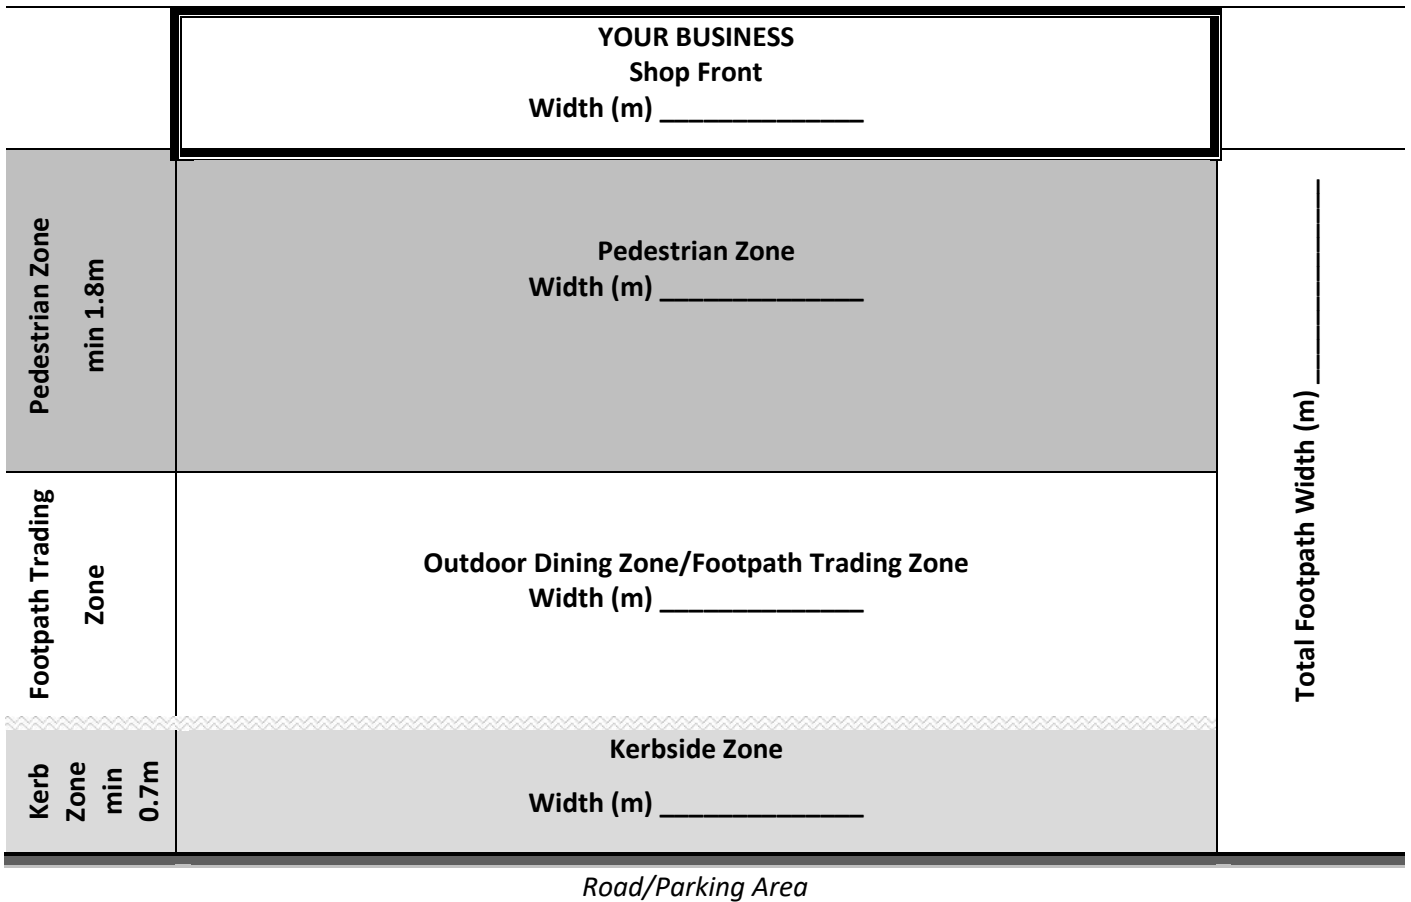 YOUR BUSINESS
Shop Front
Width (m) ______________
Pedestrian Zone
min 1.8m
Pedestrian Zone
Width (m) ______________
Total Footpath Width (m) ______________
Footpath Trading
Zone
Outdoor Dining Zone/Footpath Trading Zone
Width (m) ______________
Kerb
Zone
min
0.7m
Kerbside Zone
Width (m) ______________
Road/Parking Area